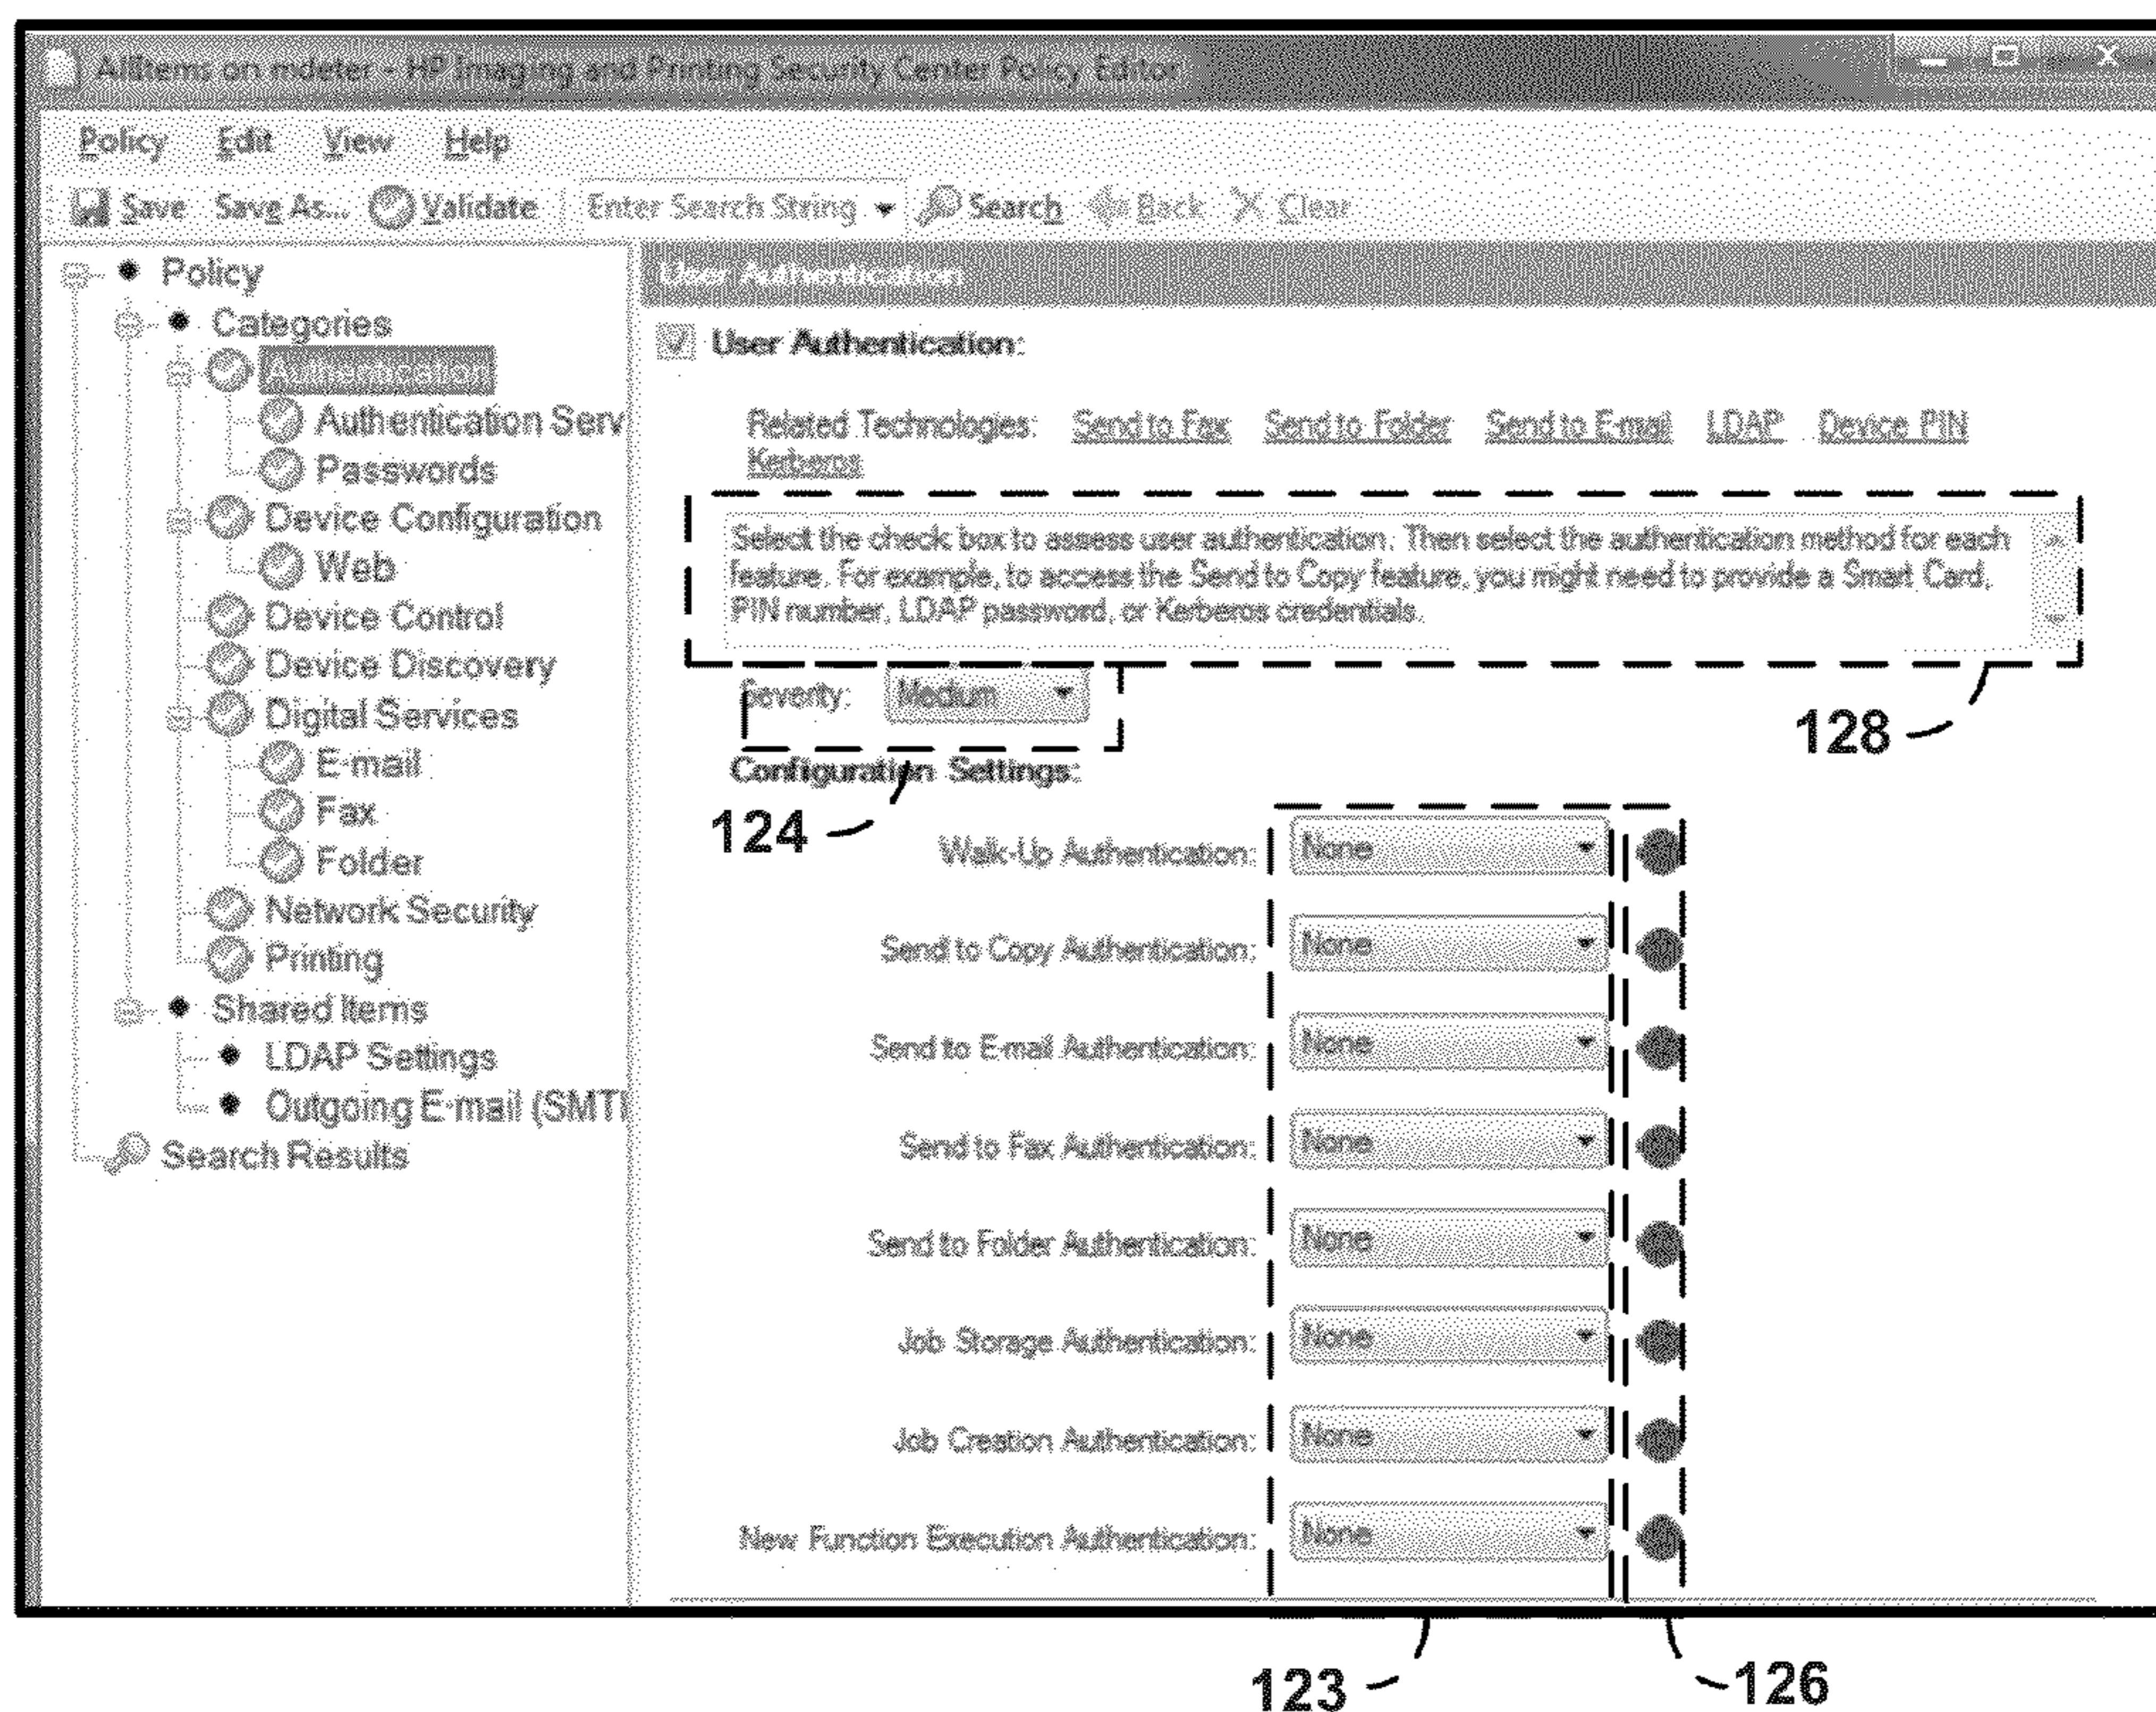 AllItems on mdeter - HP Imaging and Printing Security Center Policy Editor
Policy Edit View Help
Save Save As... Validate Enter Search String Search Back Clear
Policy
Categories
Authentication
Authentication Serv
Passwords
Device Configuration
Web
Device Control
Device Discovery
Digital Services
E-mail
Fax
Folder
Network Security
Printing
Shared Items
LDAP Settings
Outgoing E-mail (SMT
Search Results
User Authentication
User Authentication:
Related Technologies: Send to Fax Send to Folder Send to E-mail LDAP Device PIN
Kerberos
Select the check box to assess user authentication. Then select the authentication method for each
feature. For example, to access the Send to Copy feature, you might need to provide a Smart Card,
PIN number, LDAP password, or Kerberos credentials.
128
Severity: Medium
Configuration Settings:
124
Walk-Up Authentication: None
Send to Copy Authentication: None
Send to E-mail Authentication: None
Send to Fax Authentication: None
Send to Folder Authentication: None
Job Storage Authentication: None
Job Creation Authentication: None
New Function Execution Authentication: None
123
126